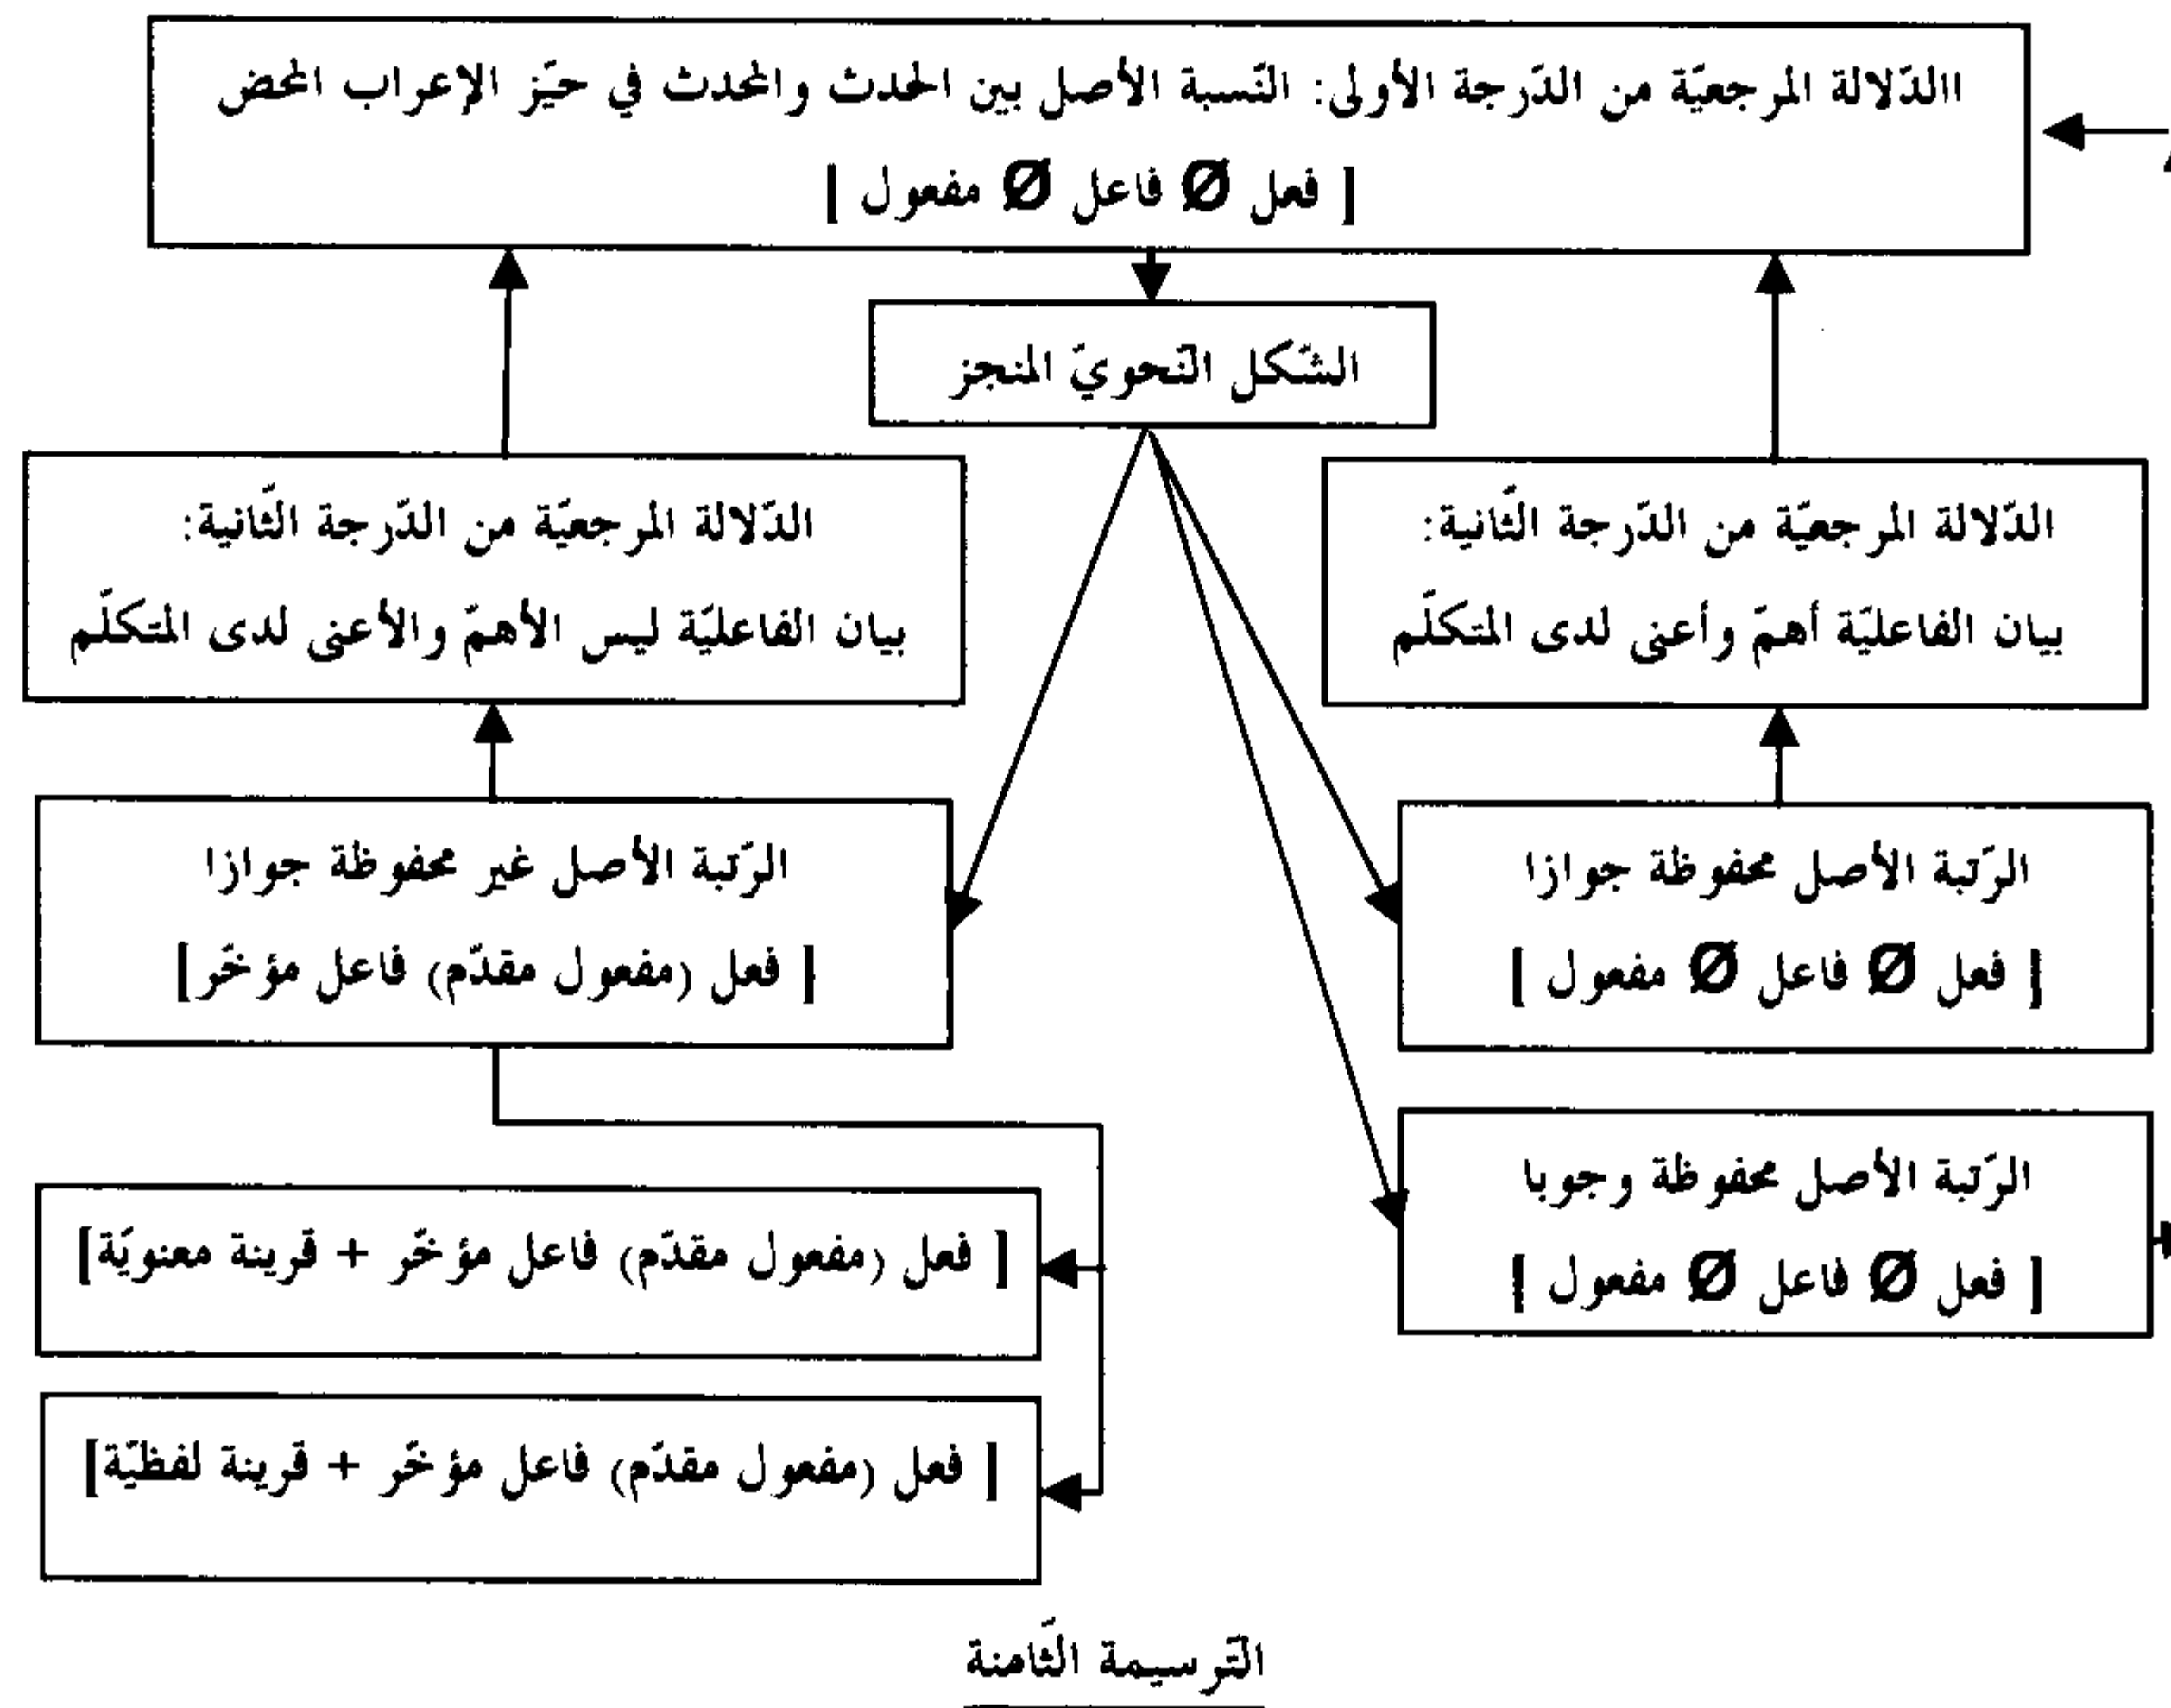 االدّلالة المرجعيّة من الدّرجة الأولى: النّسبة الأصل بين الحدث والمحدث في حيّز الإعراب المحض
[ فعل Ø فاعل Ø مفعول ]
الشّكل النّحويّ المنجز
الدّلالة المرجعيّة من الدّرجة الثّانية:
بيان الفاعليّة أهمّ وأعنى لدى المتكلّم
الدّلالة المرجعيّة من الدّرجة الثّانية:
بيان الفاعليّة ليس الأهمّ والأعنى لدى المتكلّم
الرّتبة الأصل محفوظة جوازا
[ فعل Ø فاعل Ø مفعول ]
الرّتبة الأصل غير محفوظة جوازا
[ فعل (مفعول مقدّم) فاعل مؤخّر]
الرّتبة الأصل محفوظة وجوبا
[ فعل Ø فاعل Ø مفعول ]
[ فعل (مفعول مقدّم) فاعل مؤخّر + قرينة معنويّة]
[ فعل (مفعول مقدّم) فاعل مؤخّر + قرينة لفظيّة]
التّرسيمة الثّامنة